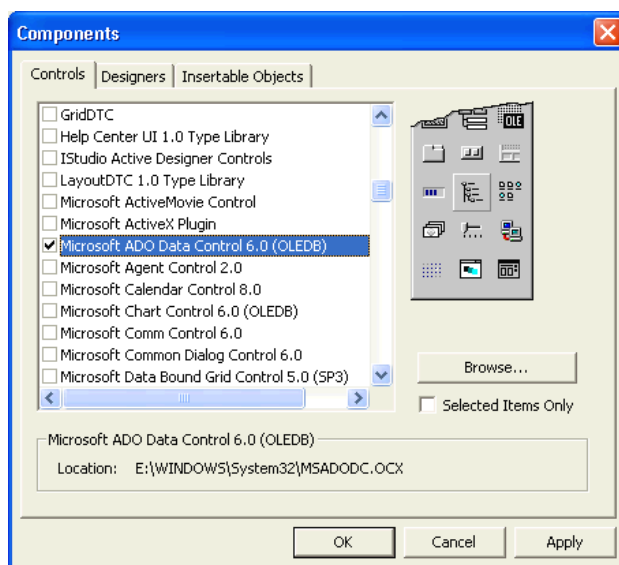 Components
Controls Designers Insertable Objects
GridDTC
Help Center UI 1.0 Type Library
IStudio Active Designer Controls
LayoutDTC 1.0 Type Library
Microsoft ActiveMovie Control
Microsoft ActiveX Plugin
Microsoft ADO Data Control 6.0 (OLEDB)
Microsoft Agent Control 2.0
Microsoft Calendar Control 8.0
Microsoft Chart Control 6.0 (OLEDB)
Microsoft Comm Control 6.0
Microsoft Common Dialog Control 6.0
Microsoft Data Bound Grid Control 5.0 (SP3)
OLE
Browse...
Selected Items Only
Microsoft ADO Data Control 6.0 (OLEDB)
Location: E:\WINDOWS\System32\MSADODC.OCX
OK Cancel Apply